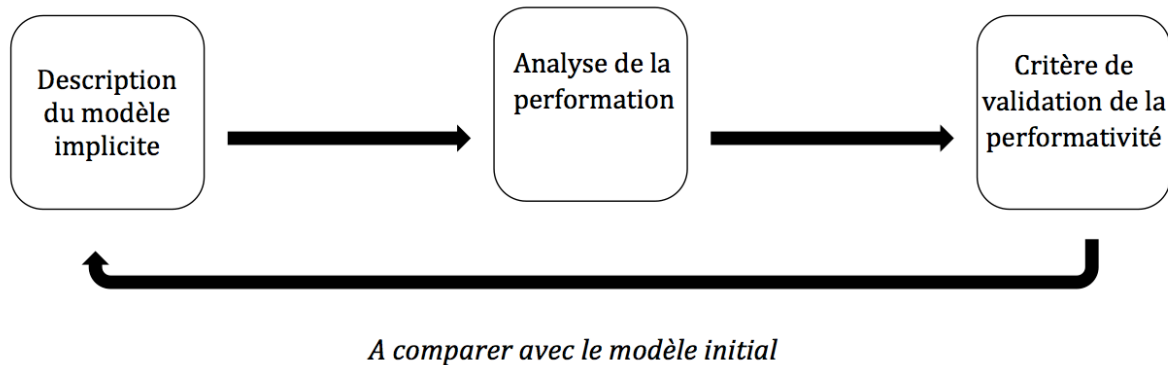 Description
du modèle
implicite
Analyse de la
performation
Critère de
validation de la
performativité
A comparer avec le modèle initial